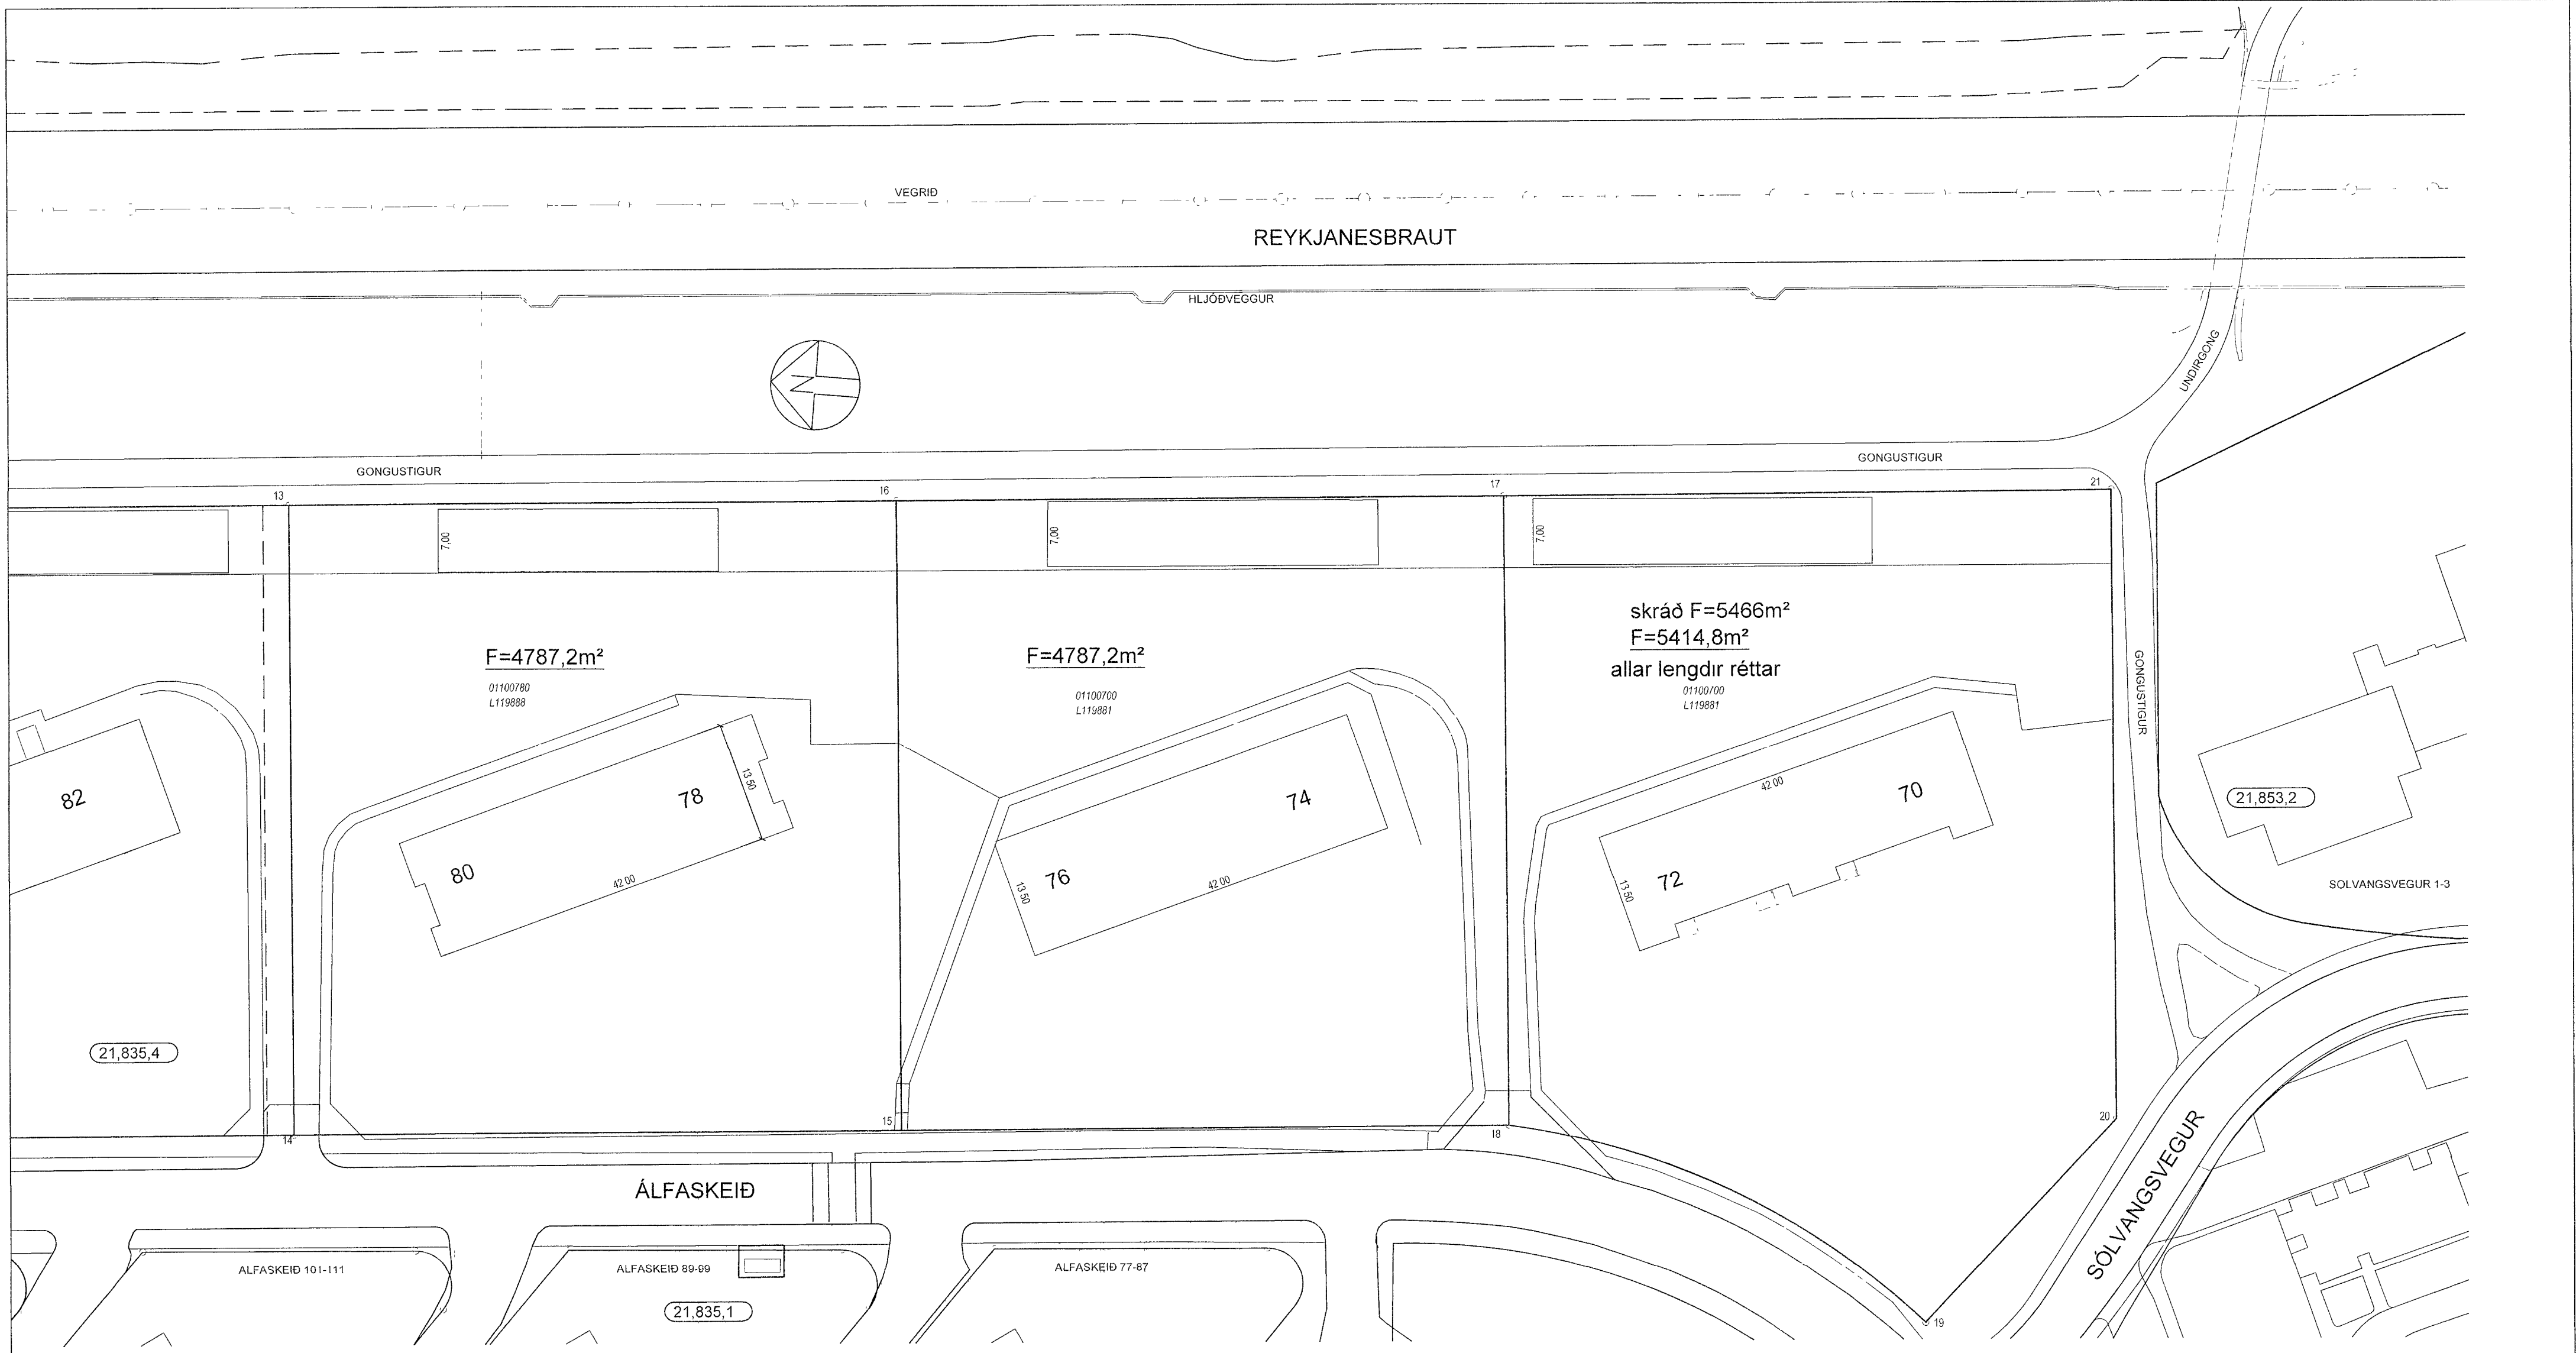 VEGRIÐ
REYKJANESBRAUT
HLJÓÐVEGGUR
UNDIRGONG
N
GONGUSTIGUR
GONGUSTIGUR
13
16
17
21
7,00
7,00
7,00
skráð F=5466m²
F=5414,8m²
allar lengdir réttar
01100700
L119881
F=4787,2m²
01100780
L119888
F=4787,2m²
01100700
L119881
GONGUSTIGUR
82
80
78
13 50
42 00
76
74
13 50
42 00
72
70
13 50
42 00
21,853,2
SOLVANGSVEGUR 1-3
21,835,4
14
15
18
20
19
ÁLFASKEIÐ
SÓLVANGSVEGUR
ALFASKEIÐ 101-111
ALFASKEIÐ 89-99
ALFASKEIÐ 77-87
21,835,1